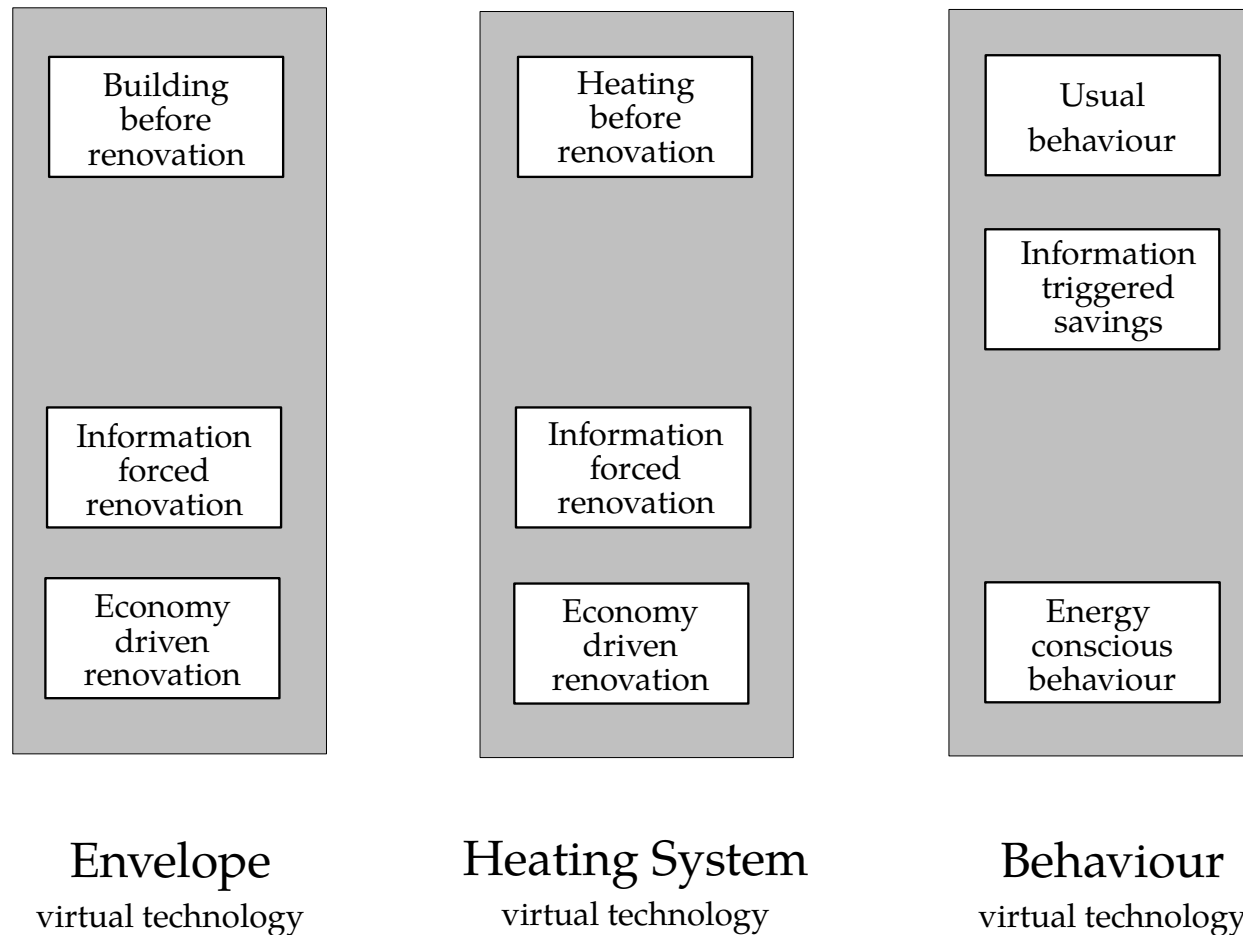 Building
before
renovation
Information
forced
renovation
Economy
driven
renovation
Envelope
virtual technology
Heating
before
renovation
Information
forced
renovation
Economy
driven
renovation
Heating System
virtual technology
Usual
behaviour
Information
triggered
savings
Energy
conscious
behaviour
Behaviour
virtual technology